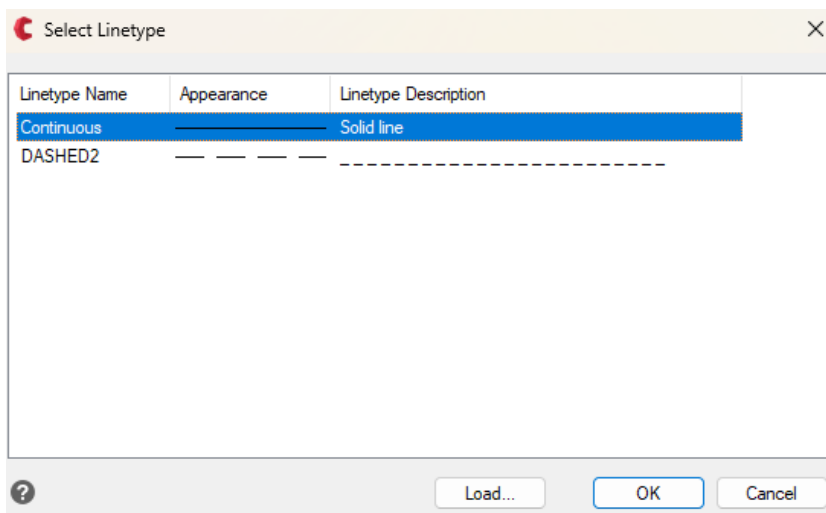 Select Linetype
Linetype Name Appearance Linetype Description
Continuous Solid line
DASHED2 _ _ _ _ _ _ _ _ _ _ _ _ _ _ _ _ _ _ _ _ _ _ _ _
? Load... OK Cancel